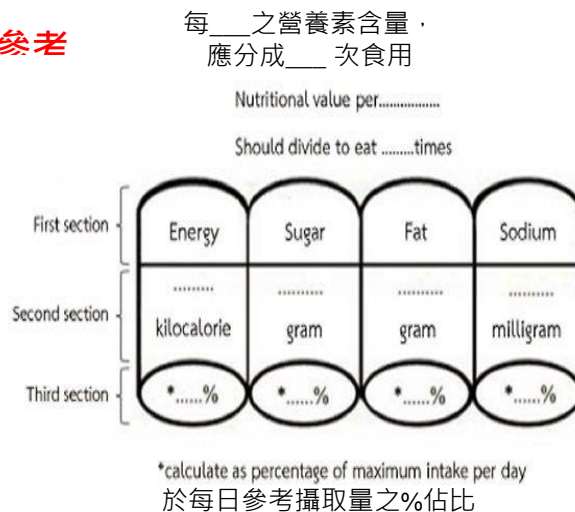 參考
每___之營養素含量，
應分成___ 次食用
Nutritional value per................
Should divide to eat .........times
First section
Energy Sugar Fat Sodium
Second section
......... .......... .......... ..........
kilocalorie gram gram milligram
Third section
*......% *......% *......% *......%
*calculate as percentage of maximum intake per day
於每日參考攝取量之%佔比